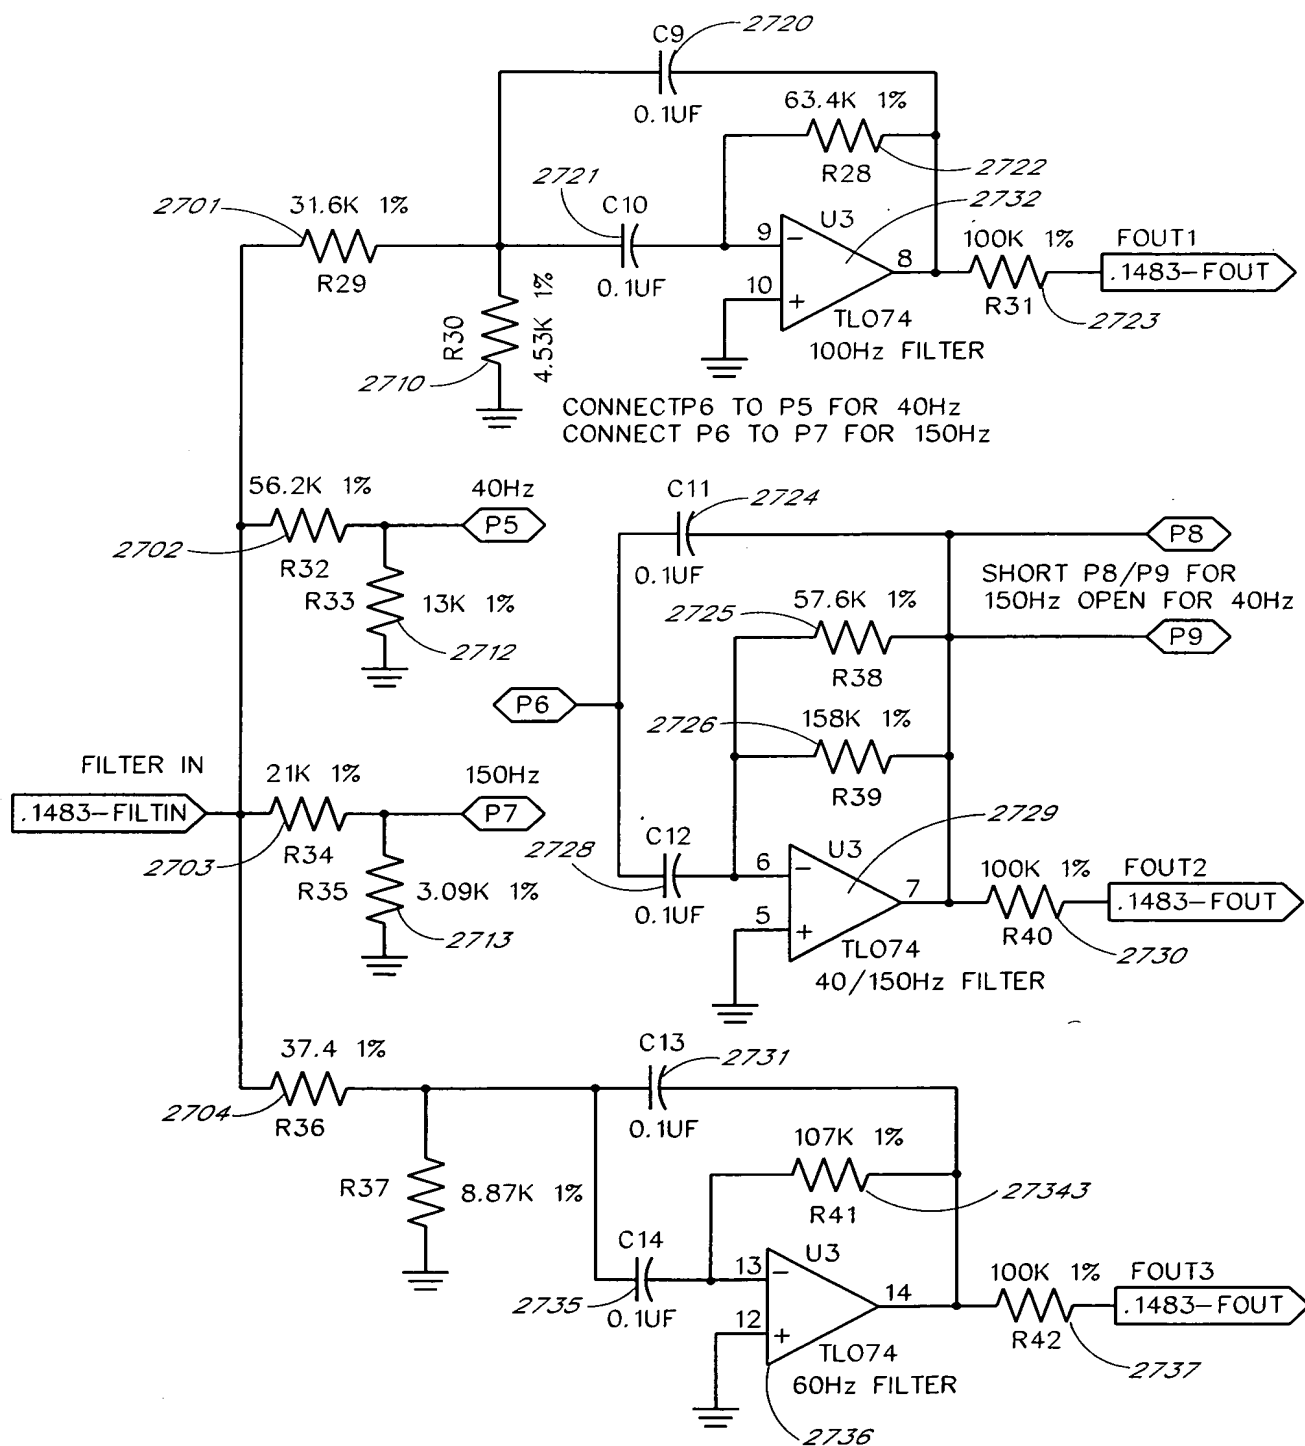 C9 2720
0.1UF
63.4K 1%
R28 2722
2701 31.6K 1%
R29
2721 C10
0.1UF
U3 2732
9 −
10 +
8
TLO74
100Hz FILTER
100K 1%
R31
2723
FOUT1
.1483-FOUT
R30
4.53K 1%
2710
CONNECTP6 TO P5 FOR 40Hz
CONNECT P6 TO P7 FOR 150Hz
56.2K 1%
2702
R32
40Hz
P5
R33
13K 1%
2712
C11 2724
0.1UF
P8
SHORT P8/P9 FOR
150Hz OPEN FOR 40Hz
P9
57.6K 1%
2725
R38
P6
158K 1%
2726
R39
FILTER IN
.1483-FILTIN
21K 1%
2703
R34
150Hz
P7
R35
3.09K 1%
2713
C12
2728
0.1UF
U3 2729
6 −
5 +
7
TLO74
40/150Hz FILTER
100K 1%
R40
2730
FOUT2
.1483-FOUT
37.4 1%
2704
R36
R37
8.87K 1%
C13 2731
0.1UF
107K 1%
R41
27343
C14
2735
0.1UF
U3
13 −
12 +
14
TLO74
60Hz FILTER
2736
100K 1%
R42
2737
FOUT3
.1483-FOUT